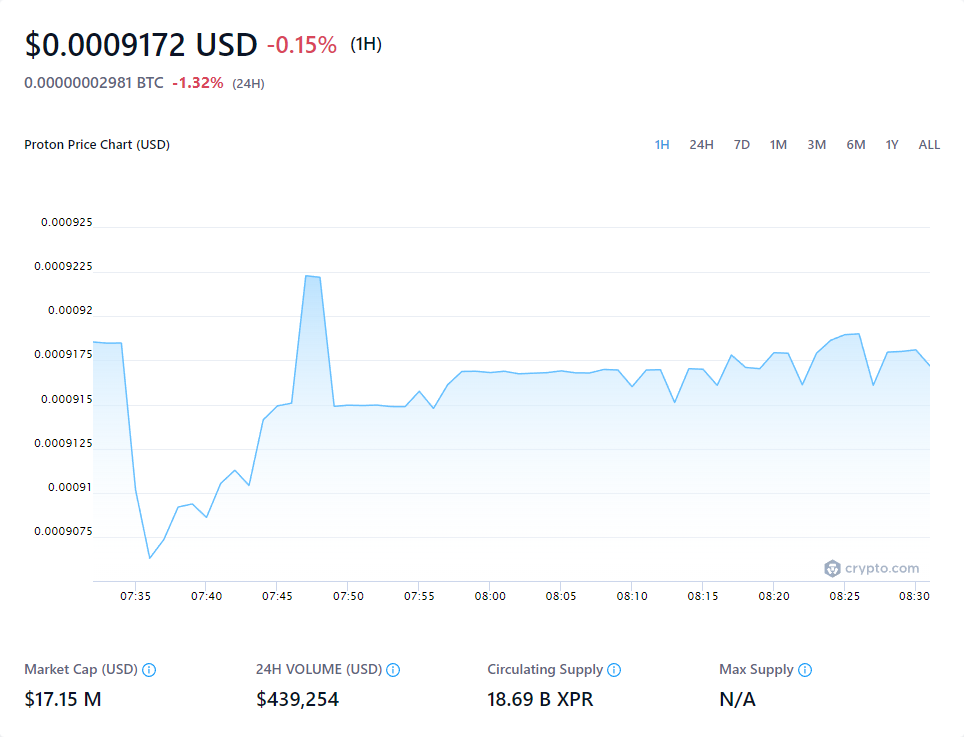 $0.0009172 USD -0.15% (1H)
0.00000002981 BTC -1.32% (24H)
Proton Price Chart (USD) 1H 24H 7D 1M 3M 6M 1Y ALL
0.000925
0.0009225
0.00092
0.0009175
0.000915
0.0009125
0.00091
0.0009075
crypto.com
07:35 07:40 07:45 07:50 07:55 08:00 08:05 08:10 08:15 08:20 08:25 08:30
Market Cap (USD) 24H VOLUME (USD) Circulating Supply Max Supply
$17.15 M $439,254 18.69 B XPR N/A